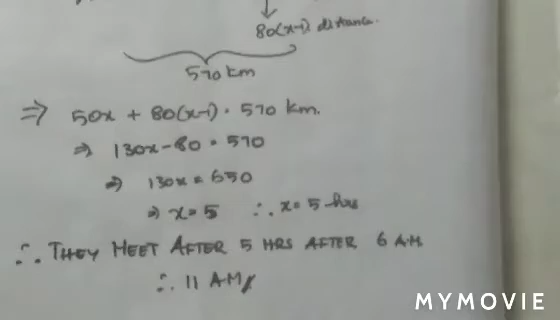 80(x-1) distance.
570 km
⇒ 50x + 80(x-1) = 570 km.
⇒ 130x - 80 = 570
⇒ 130x = 650
⇒ x = 5 ∴ x = 5 hrs
∴ THEY MEET AFTER 5 HRS AFTER 6 A.M.
∴ 11 AM//
MYMOVIE